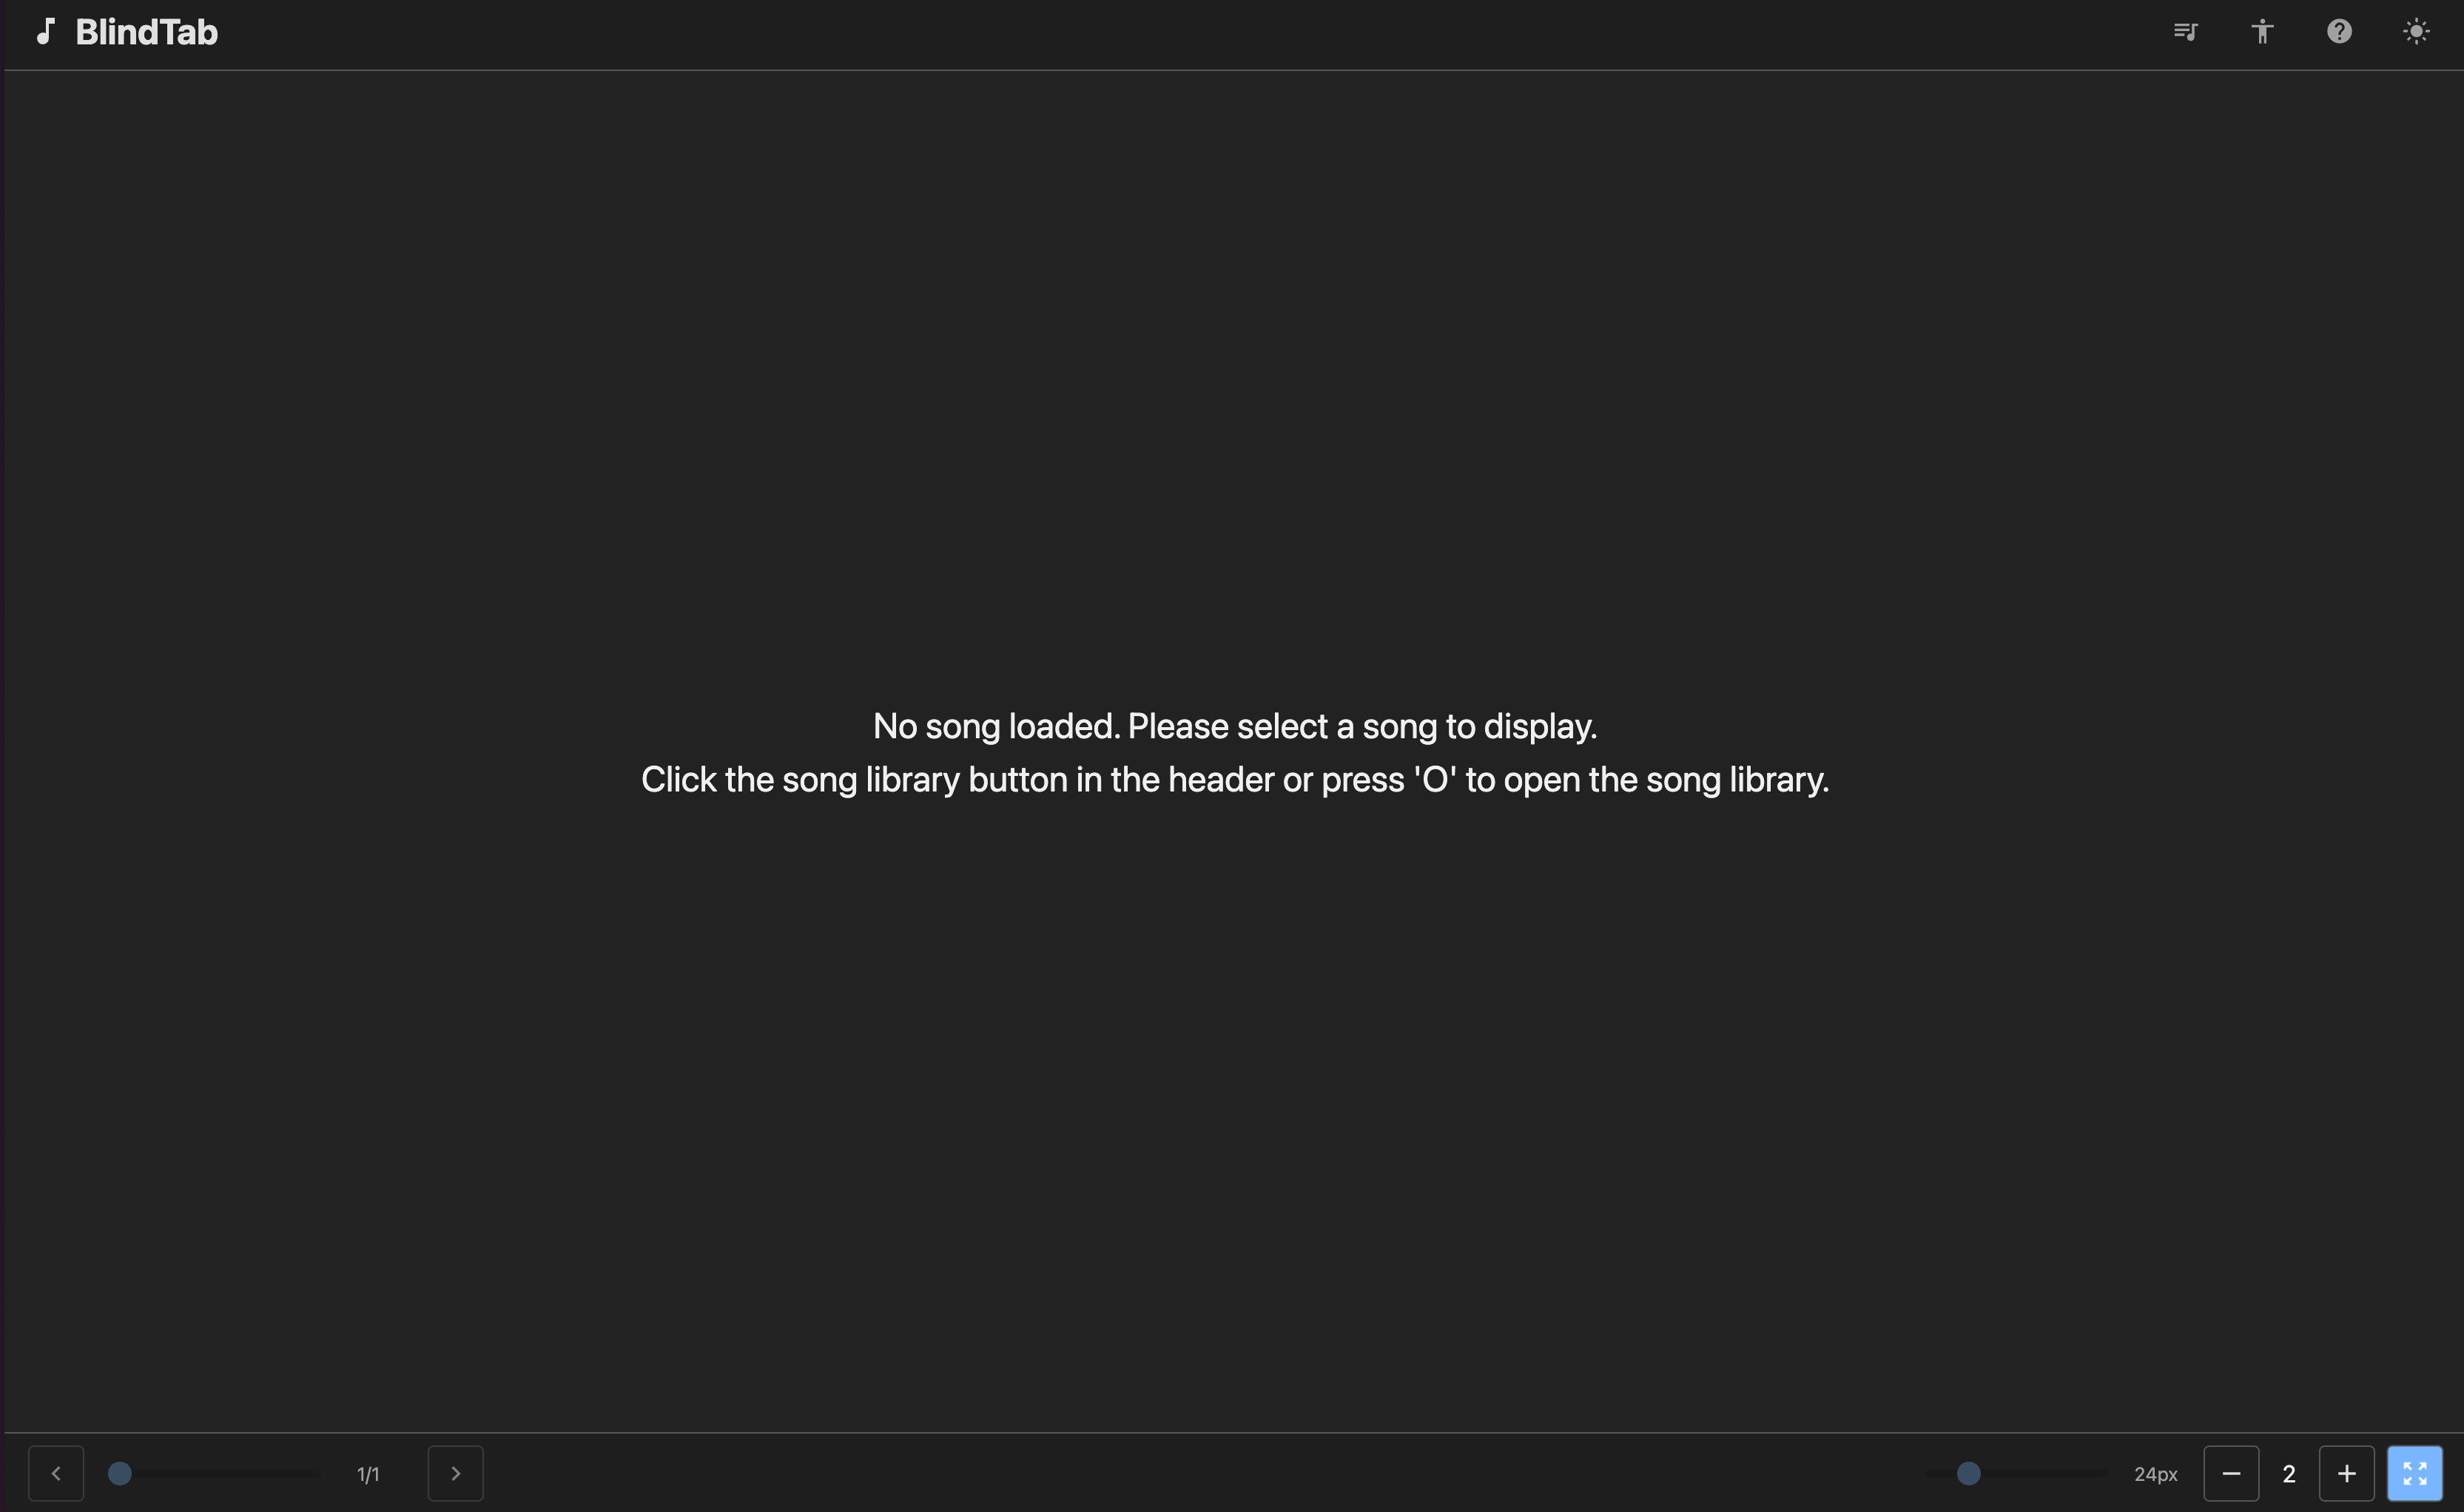 BlindTab
No song loaded. Please select a song to display.
Click the song library button in the header or press 'O' to open the song library.
1/1
24px
2